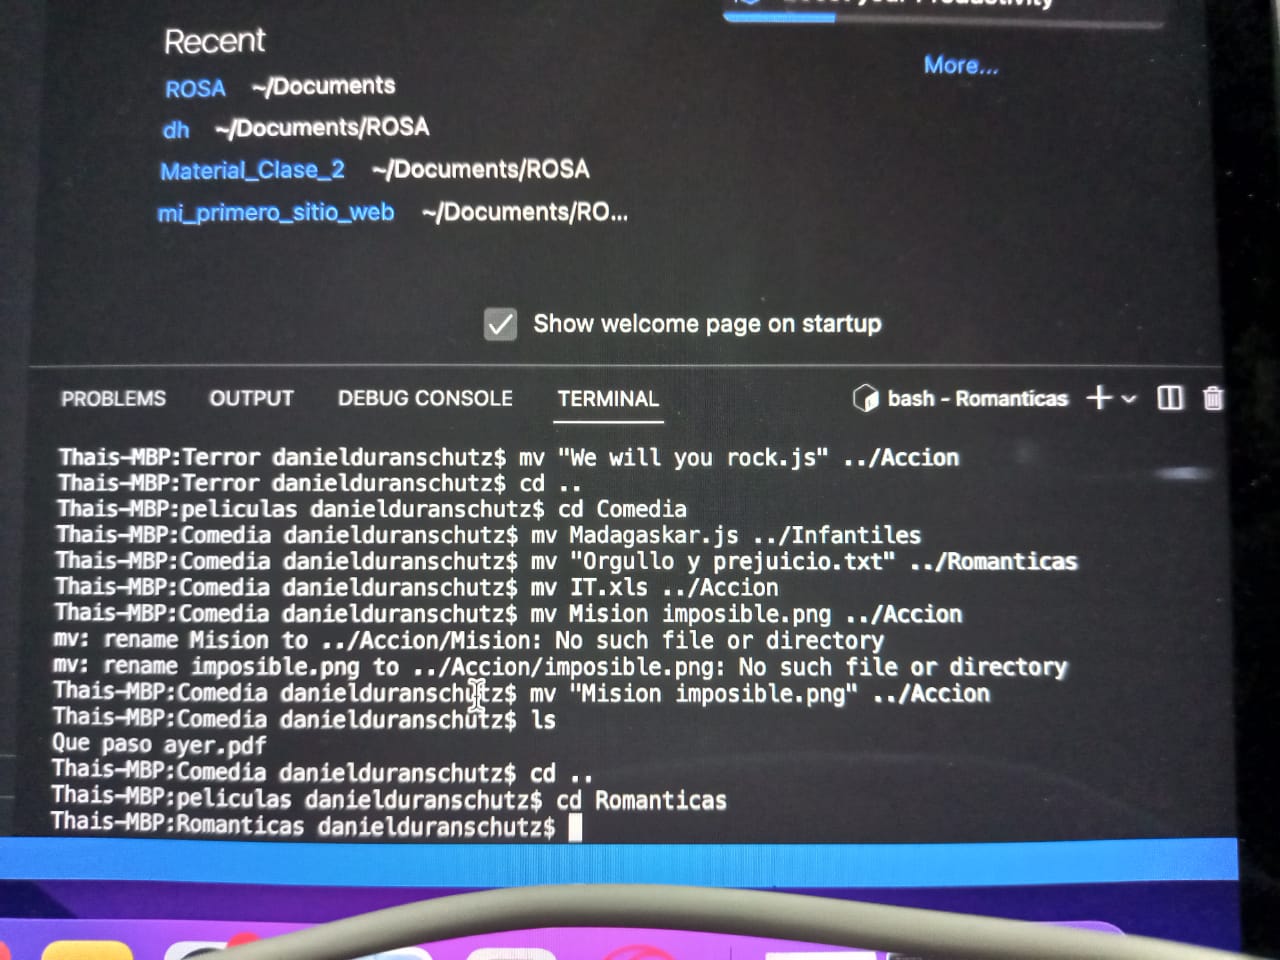 your Productivity
Recent
More...
ROSA ~/Documents
dh ~/Documents/ROSA
Material_Clase_2 ~/Documents/ROSA
mi_primero_sitio_web ~/Documents/RO...
Show welcome page on startup
PROBLEMS OUTPUT DEBUG CONSOLE TERMINAL bash - Romanticas
Thais-MBP:Terror danielduranschutz$ mv "We will you rock.js" ../Accion
Thais-MBP:Terror danielduranschutz$ cd ..
Thais-MBP:peliculas danielduranschutz$ cd Comedia
Thais-MBP:Comedia danielduranschutz$ mv Madagaskar.js ../Infantiles
Thais-MBP:Comedia danielduranschutz$ mv "Orgullo y prejuicio.txt" ../Romanticas
Thais-MBP:Comedia danielduranschutz$ mv IT.xls ../Accion
Thais-MBP:Comedia danielduranschutz$ mv Mision imposible.png ../Accion
mv: rename Mision to ../Accion/Mision: No such file or directory
mv: rename imposible.png to ../Accion/imposible.png: No such file or directory
Thais-MBP:Comedia danielduranschutz$ mv "Mision imposible.png" ../Accion
Thais-MBP:Comedia danielduranschutz$ ls
Que paso ayer.pdf
Thais-MBP:Comedia danielduranschutz$ cd ..
Thais-MBP:peliculas danielduranschutz$ cd Romanticas
Thais-MBP:Romanticas danielduranschutz$